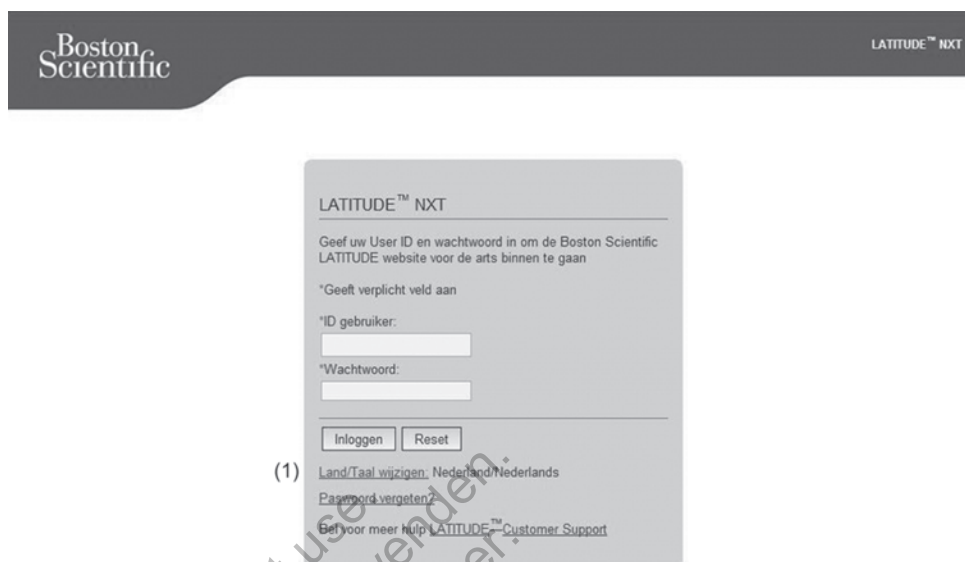 Boston
Scientific
LATITUDE™ NXT
LATITUDE™ NXT
Geef uw User ID en wachtwoord in om de Boston Scientific
LATITUDE website voor de arts binnen te gaan
*Geeft verplicht veld aan
*ID gebruiker:
*Wachtwoord:
Inloggen Reset
(1) Land/Taal wijzigen: Nederland/Nederlands
Paswoord vergeten?
Bel voor meer hulp LATITUDE™ Customer Support
use